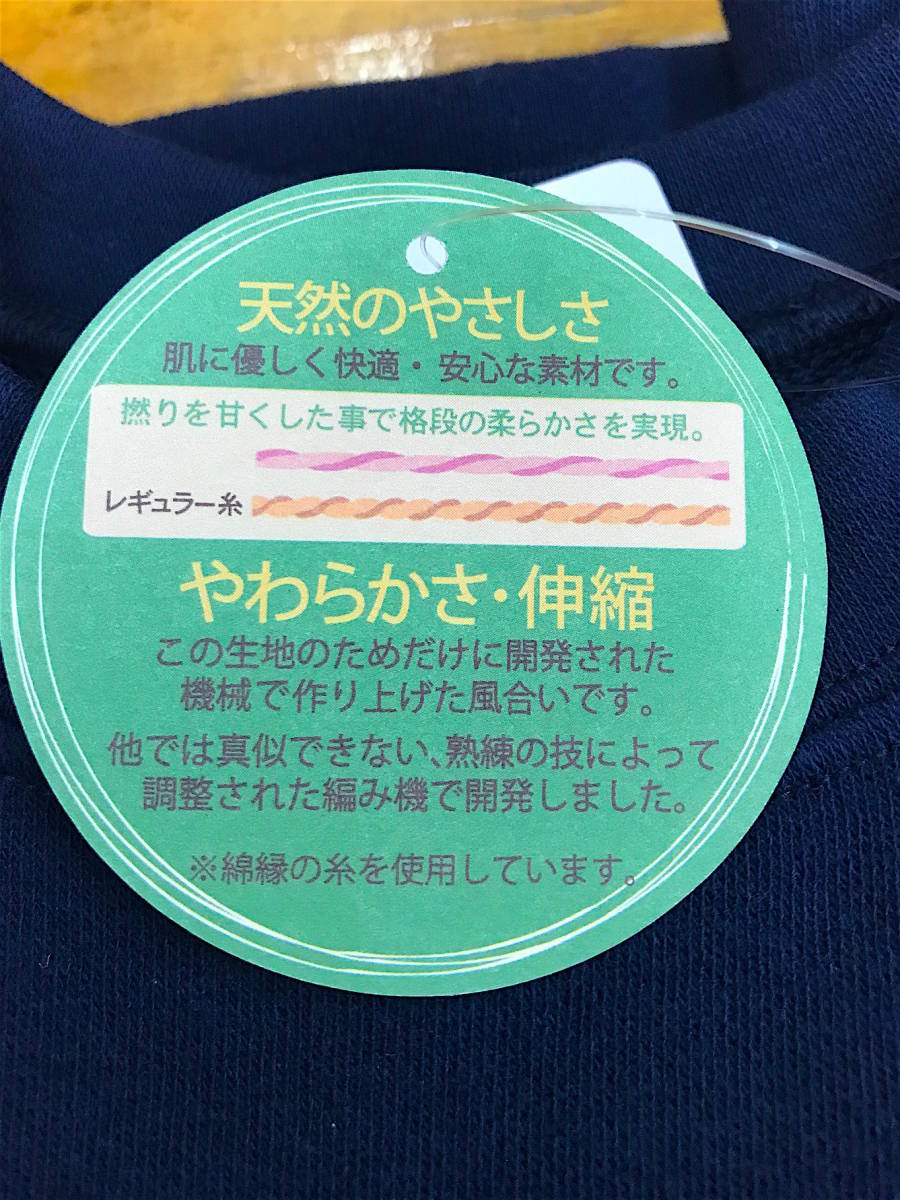 天然のやさしさ
肌に優しく快適・安心な素材です。
撚りを甘くした事で格段の柔らかさを実現。
レギュラー糸
やわらかさ・伸縮
この生地のためだけに開発された
機械で作り上げた風合いです。
他では真似できない、熟練の技によって
調整された編み機で開発しました。
※綿縁の糸を使用しています。